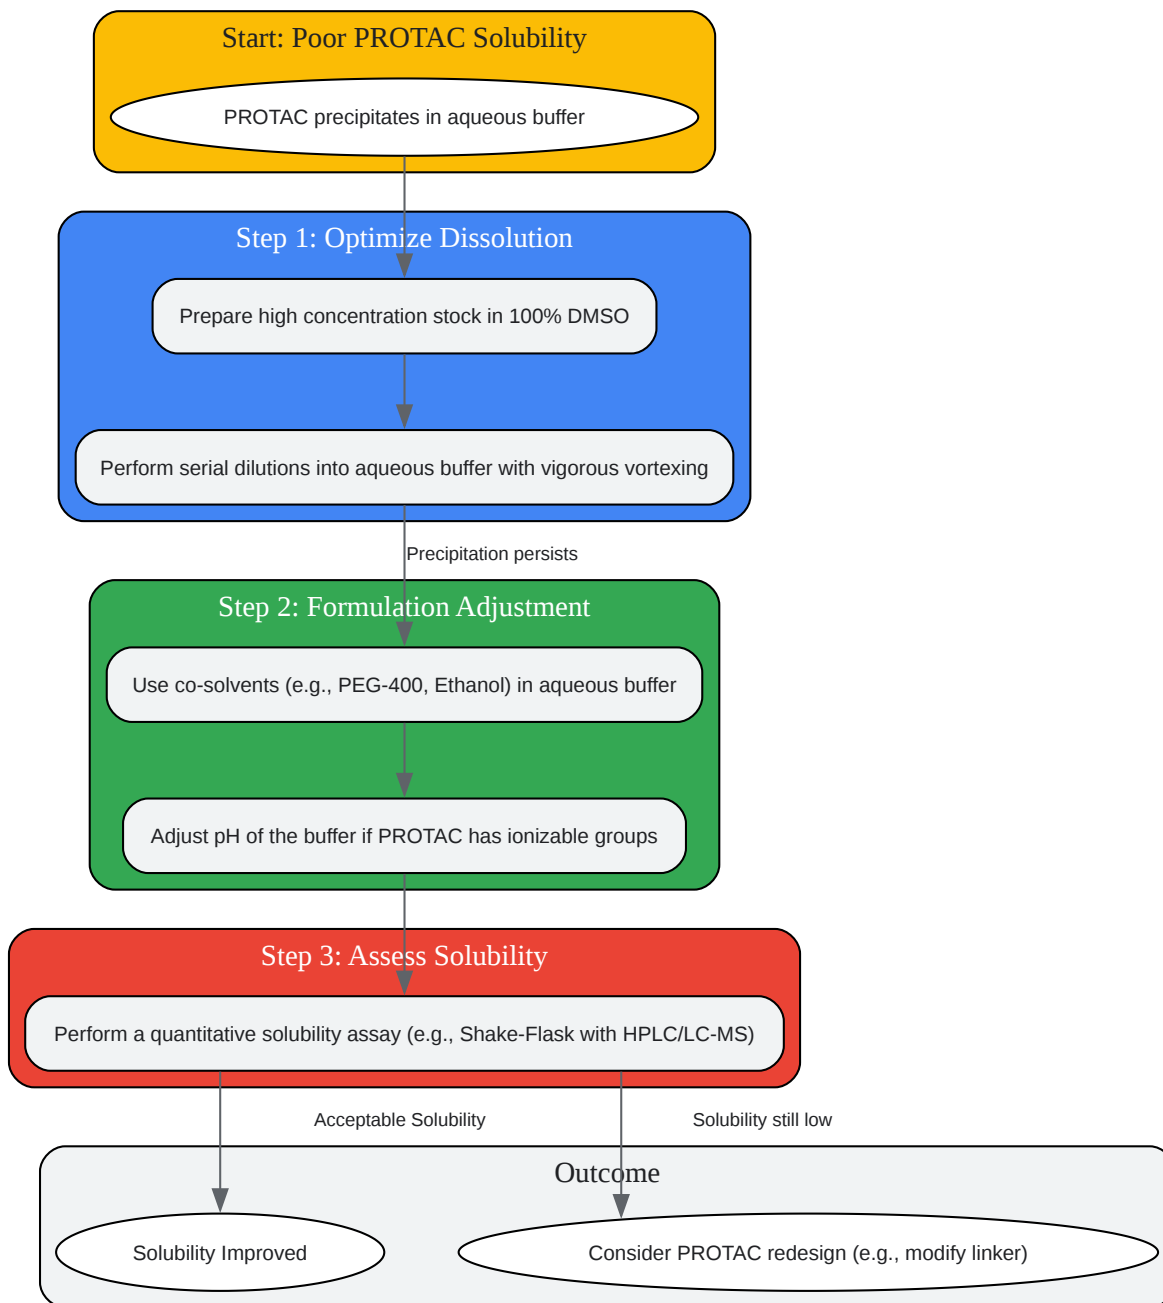 Start: Poor PROTAC Solubility
PROTAC precipitates in aqueous buffer
Step 1: Optimize Dissolution
Prepare high concentration stock in 100% DMSO
Perform serial dilutions into aqueous buffer with vigorous vortexing
Precipitation persists
Step 2: Formulation Adjustment
Use co-solvents (e.g., PEG-400, Ethanol) in aqueous buffer
Adjust pH of the buffer if PROTAC has ionizable groups
Step 3: Assess Solubility
Perform a quantitative solubility assay (e.g., Shake-Flask with HPLC/LC-MS)
Acceptable Solubility
Solubility still low
Outcome
Solubility Improved
Consider PROTAC redesign (e.g., modify linker)